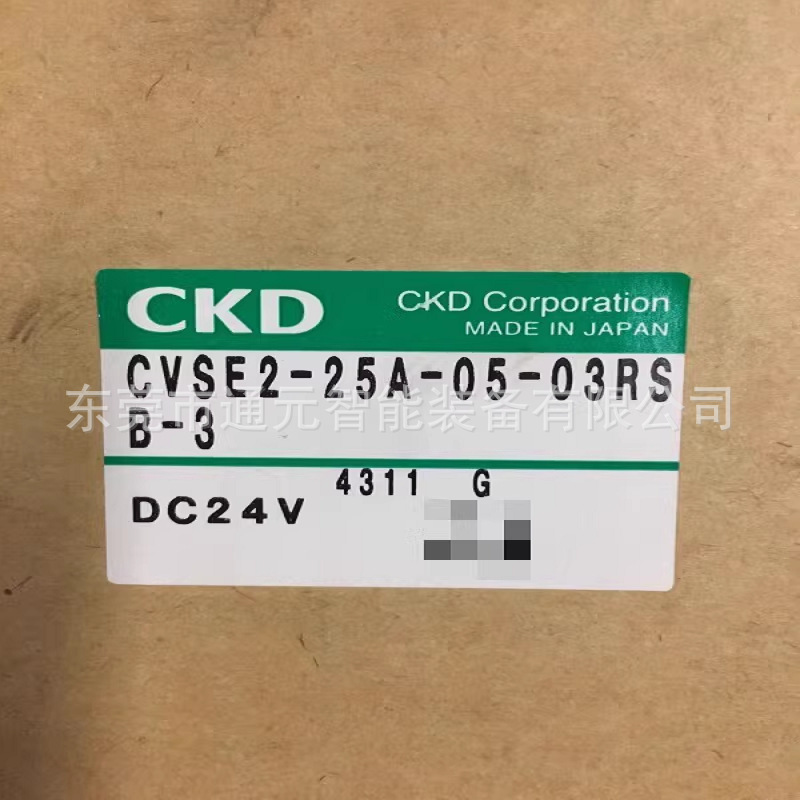 CKD
CKD Corporation
MADE IN JAPAN
CVSE2-25A-05-03RS
东莞市通元智能装备有限公司
B-3
4311 G
DC24V